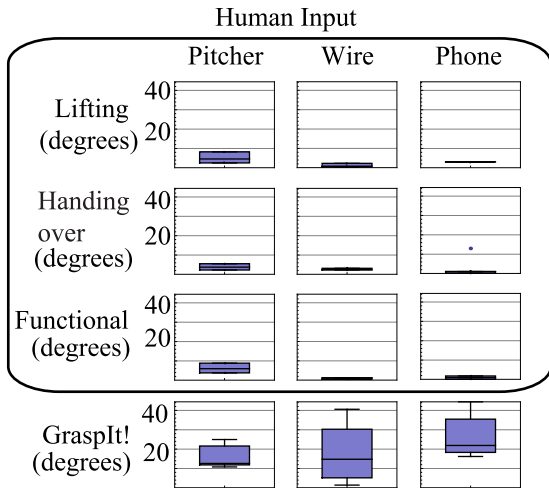 Human Input
Pitcher Wire Phone
Lifting
(degrees)
40
20
Handing
over
(degrees)
40
20
Functional
(degrees)
40
20
GraspIt!
(degrees)
40
20